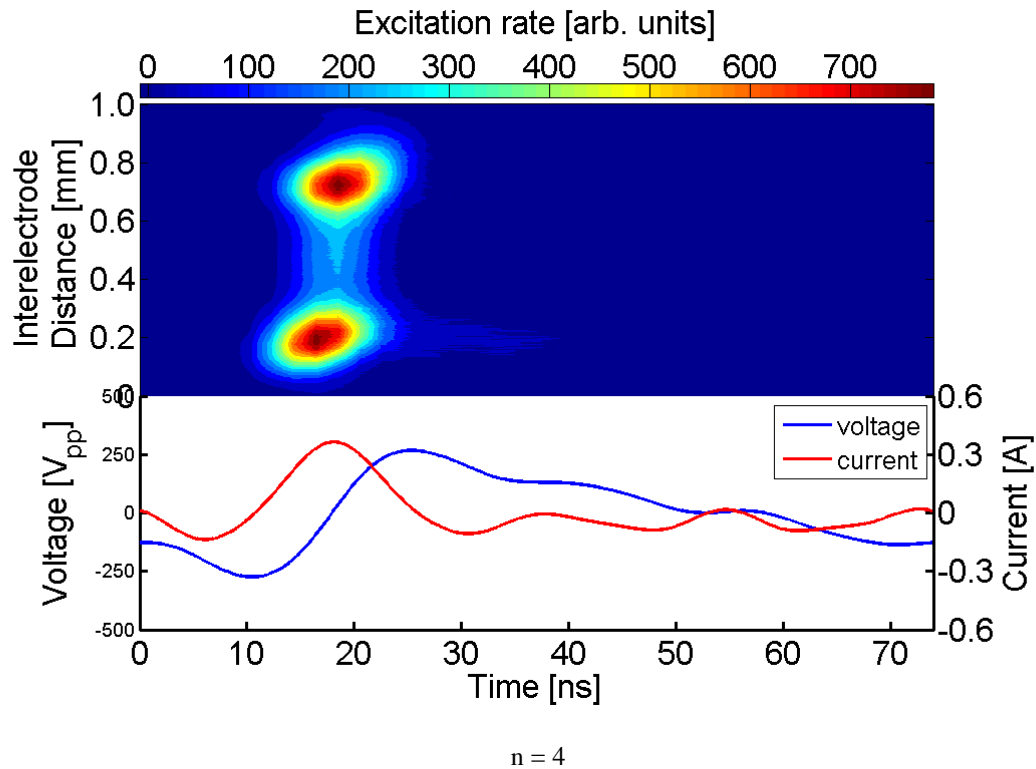 Excitation rate [arb. units]
0 100 200 300 400 500 600 700
Interelectrode
Distance [mm]
1.0
0.8
0.6
0.4
0.2
0
Voltage [Vpp]
500
250
0
-250
-500
voltage
current
0.6
0.3
0
-0.3
-0.6
Current [A]
0 10 20 30 40 50 60 70
Time [ns]
n = 4